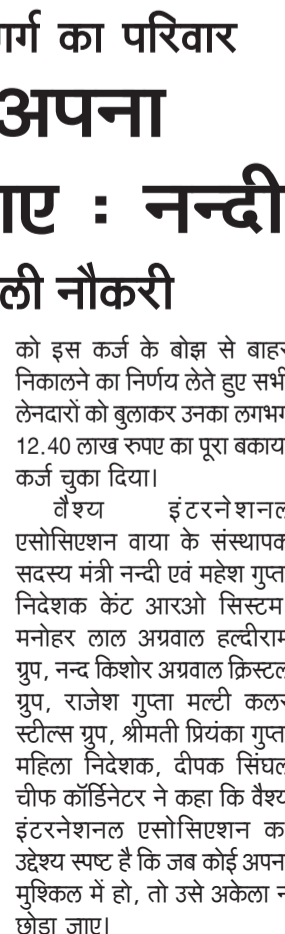 गर्ग का परिवार
अपना
ाए : नन्दी
ली नौकरी
को इस कर्ज के बोझ से बाहर
निकालने का निर्णय लेते हुए सभी
लेनदारों को बुलाकर उनका लगभग
12.40 लाख रुपए का पूरा बकाया
कर्ज चुका दिया।
वैश्य इंटरनेशनल
एसोसिएशन वाया के संस्थापक
सदस्य मंत्री नन्दी एवं महेश गुप्ता
निदेशक केंट आरओ सिस्टम
मनोहर लाल अग्रवाल हल्दीराम
ग्रुप, नन्द किशोर अग्रवाल क्रिस्टल
ग्रुप, राजेश गुप्ता मल्टी कलर
स्टील्स ग्रुप, श्रीमती प्रियंका गुप्ता
महिला निदेशक, दीपक सिंघल
चीफ कॉर्डिनेटर ने कहा कि वैश्य
इंटरनेशनल एसोसिएशन का
उद्देश्य स्पष्ट है कि जब कोई अपना
मुश्किल में हो, तो उसे अकेला न
छोड़ा जाए।